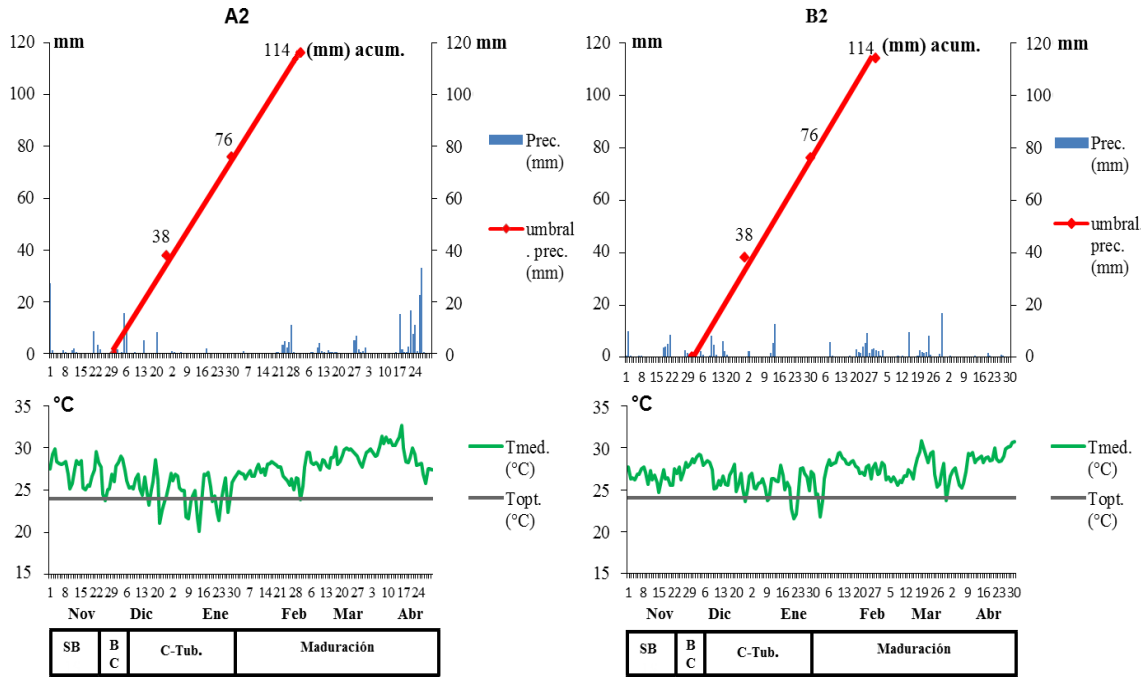 A2
mm
114 (mm) acum.
120 mm
120
100
80
60
40
20
0
76
38
100
80
60
40
20
0
Prec.
(mm)
umbral
. prec.
(mm)
1 8 15 22 29 6 13 20 2 9 16 23 30 7 14 21 28 6 13 20 27 3 10 17 24
°C
35
30
25
20
15
Tmed.
(°C)
Topt.
(°C)
1 8 15 22 29 6 13 20 2 9 16 23 30 7 14 21 28 6 13 20 27 3 10 17 24
Nov Dic Ene Feb Mar Abr
SB
B
C
C-Tub.
Maduración
B2
mm
114 (mm) acum.
120 mm
120
100
80
60
40
20
0
76
38
100
80
60
40
20
0
Prec.
(mm)
umbral
prec.
(mm)
1 8 15 22 29 6 13 20 2 9 16 23 30 6 13 20 27 5 12 19 26 2 9 16 23 30
°C
35
30
25
20
15
Tmed.
(°C)
Topt.
(°C)
1 8 15 22 29 6 13 20 2 9 16 23 30 6 13 20 27 5 12 19 26 2 9 16 23 30
Nov Dic Ene Feb Mar Abr
SB
B
C
C-Tub.
Maduración